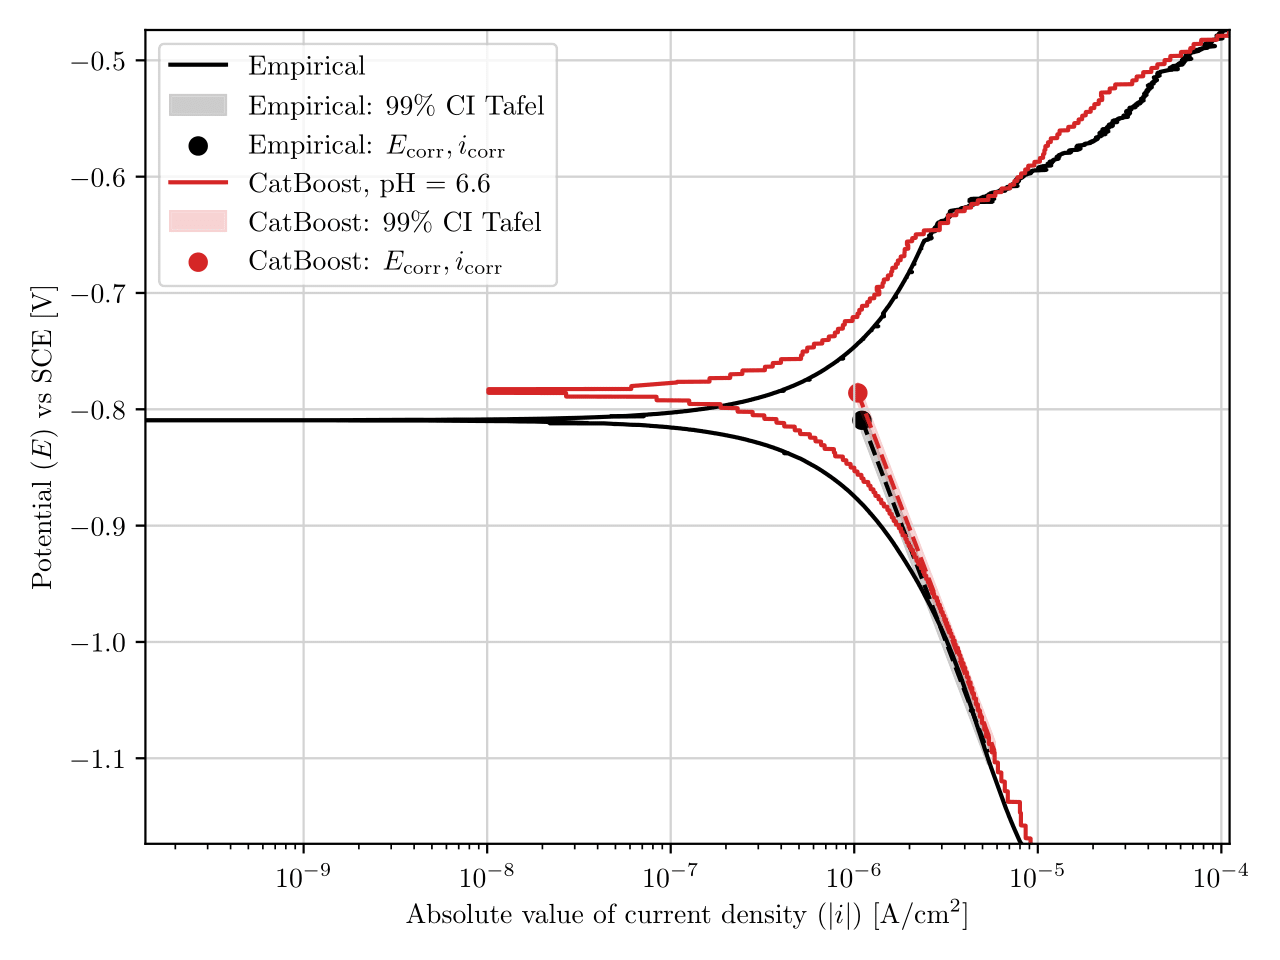 Empirical
Empirical: 99% CI Tafel
Empirical: E_corr, i_corr
CatBoost, pH = 6.6
CatBoost: 99% CI Tafel
CatBoost: E_corr, i_corr
Potential (E) vs SCE [V]
−0.5
−0.6
−0.7
−0.8
−0.9
−1.0
−1.1
10⁻⁹ 10⁻⁸ 10⁻⁷ 10⁻⁶ 10⁻⁵ 10⁻⁴
Absolute value of current density (|i|) [A/cm²]